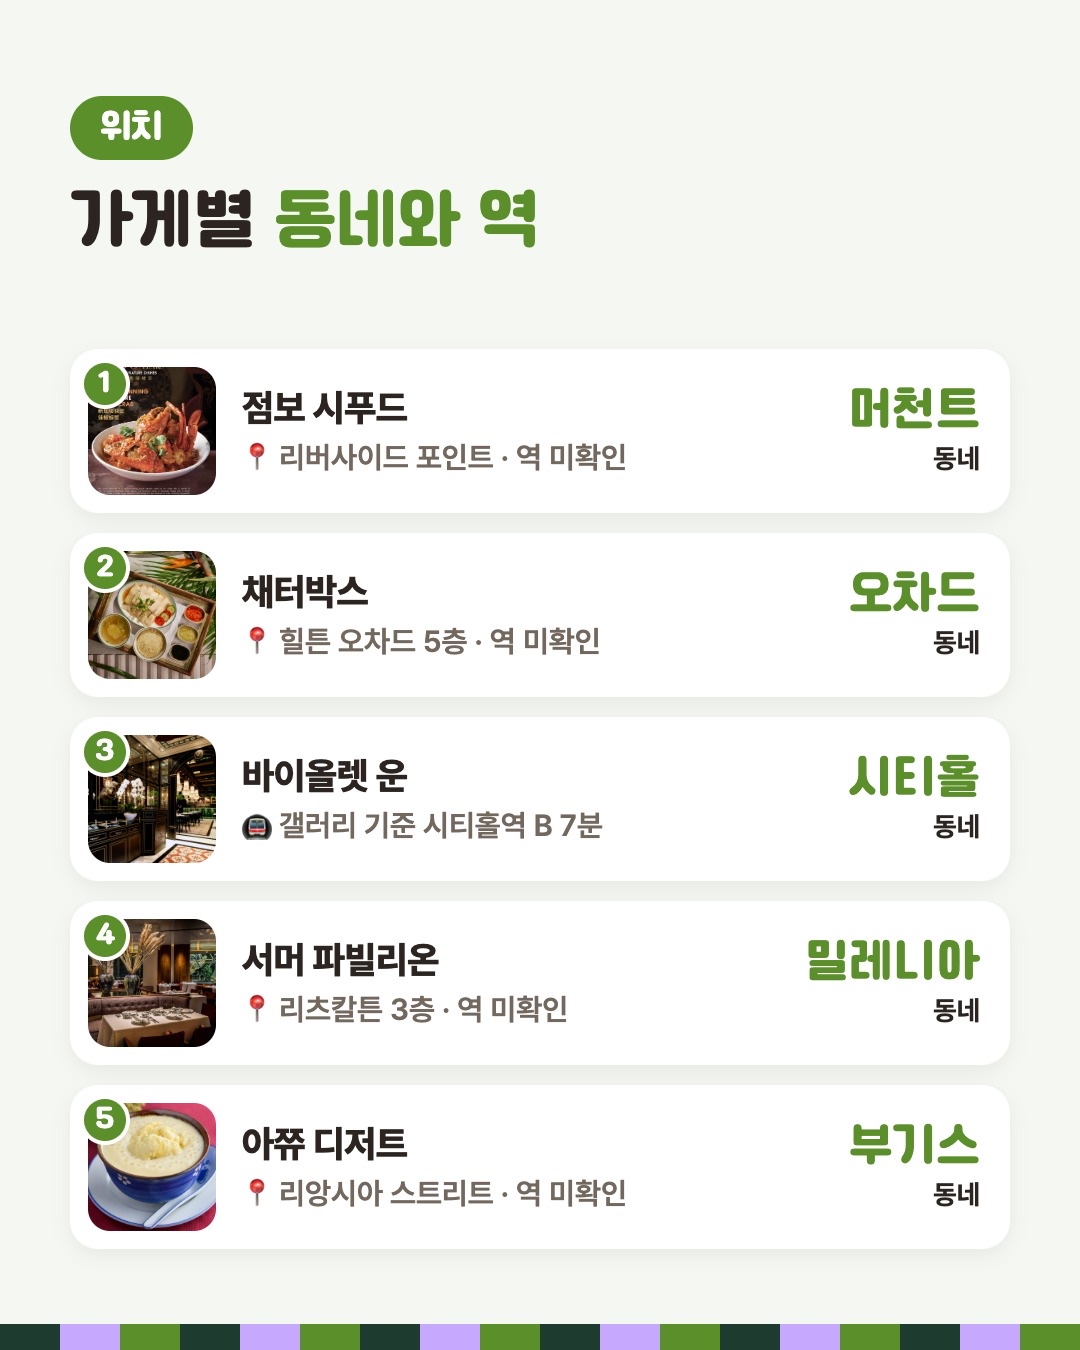 위치
가게별 동네와 역
1
점보 시푸드
📍 리버사이드 포인트 · 역 미확인
머천트
동네
2
채터박스
📍 힐튼 오차드 5층 · 역 미확인
오차드
동네
3
바이올렛 운
🚇 갤러리 기준 시티홀역 B 7분
시티홀
동네
4
서머 파빌리온
📍 리츠칼튼 3층 · 역 미확인
밀레니아
동네
5
아쮸 디저트
📍 리앙시아 스트리트 · 역 미확인
부기스
동네